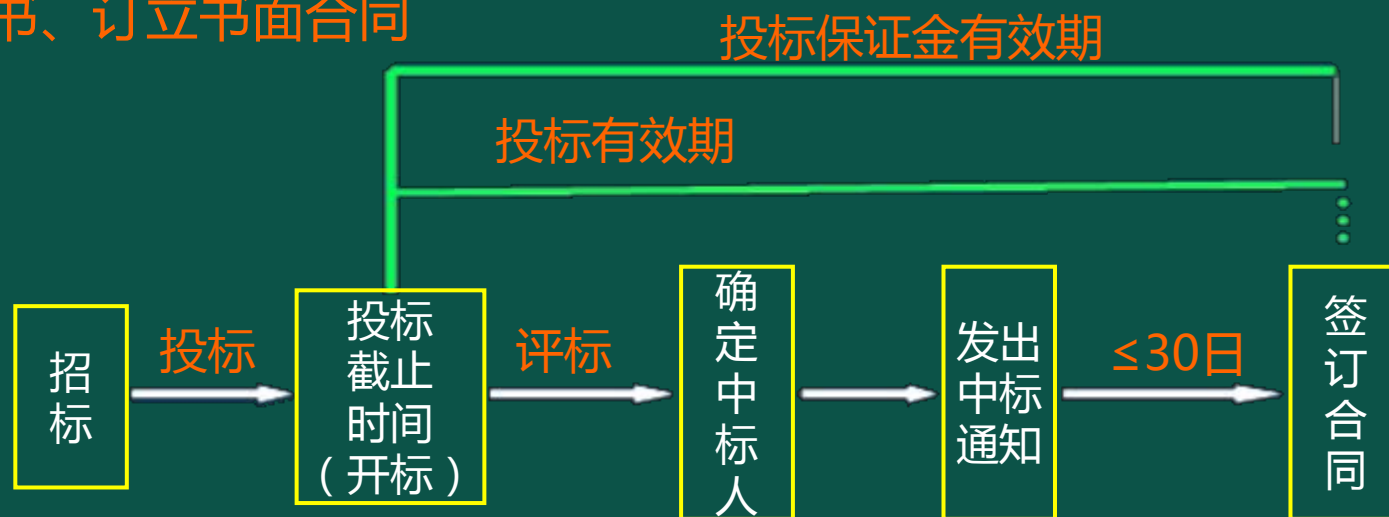 书、订立书面合同
投标保证金有效期
投标有效期
招
标
投标
投标
截止
时间
（开标）
评标
确
定
中
标
人
发出
中标
通知
≤30日
签
订
合
同